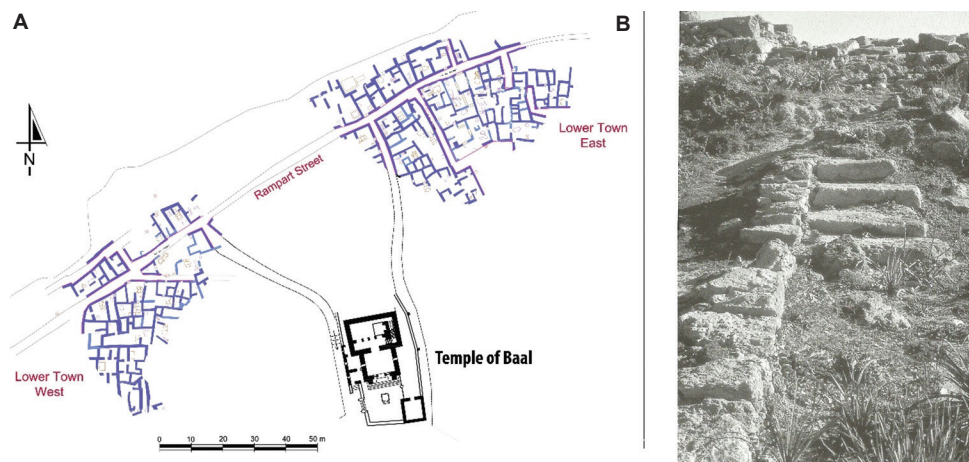 A
B
N
Rampart Street
Lower Town
East
Lower Town
West
Temple of Baal
0 10 20 30 40 50 m